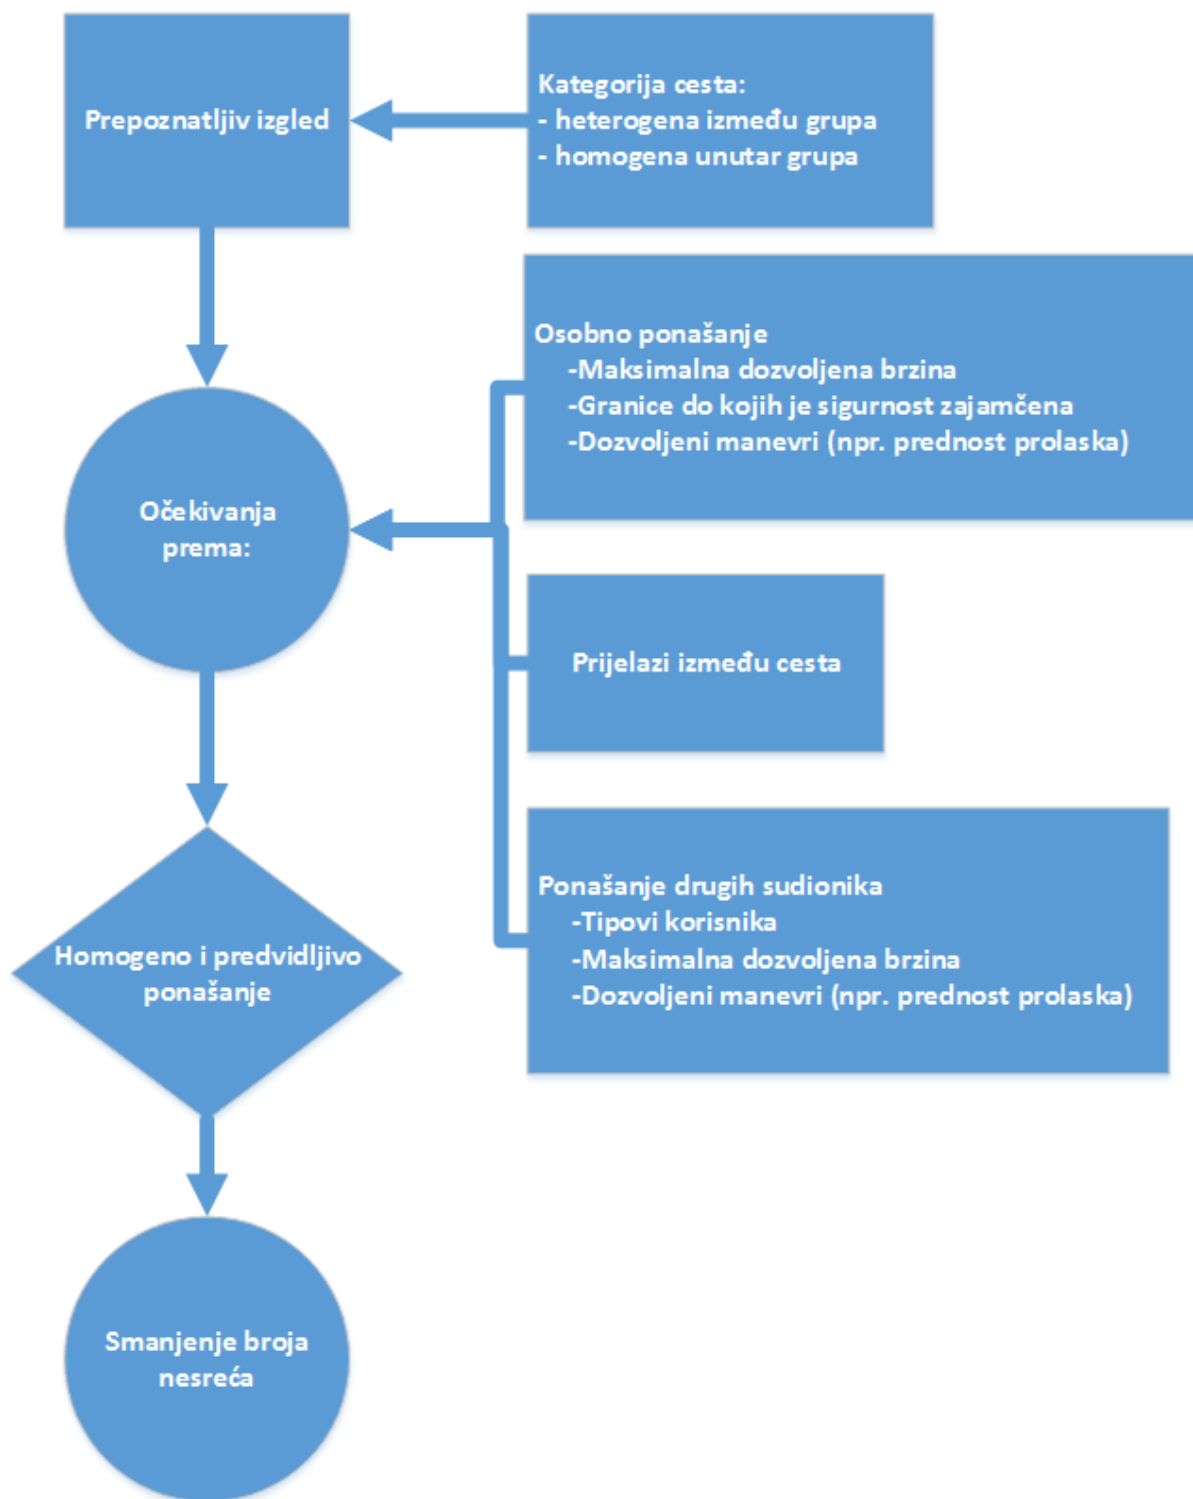 Prepoznatljiv izgled
Kategorija cesta:
- heterogena između grupa
- homogena unutar grupa
Osobno ponašanje
-Maksimalna dozvoljena brzina
-Granice do kojih je sigurnost zajamčena
-Dozvoljeni manevri (npr. prednost prolaska)
Očekivanja
prema:
Prijelazi između cesta
Ponašanje drugih sudionika
-Tipovi korisnika
-Maksimalna dozvoljena brzina
-Dozvoljeni manevri (npr. prednost prolaska)
Homogeno i predvidljivo
ponašanje
Smanjenje broja
nesreća